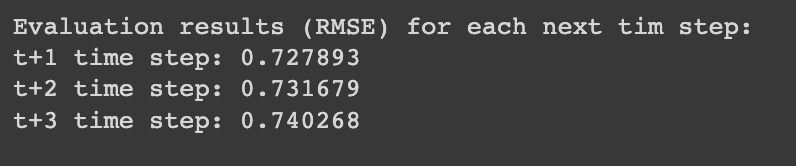 Evaluation results (RMSE) for each next tim step:
t+1 time step: 0.727893
t+2 time step: 0.731679
t+3 time step: 0.740268